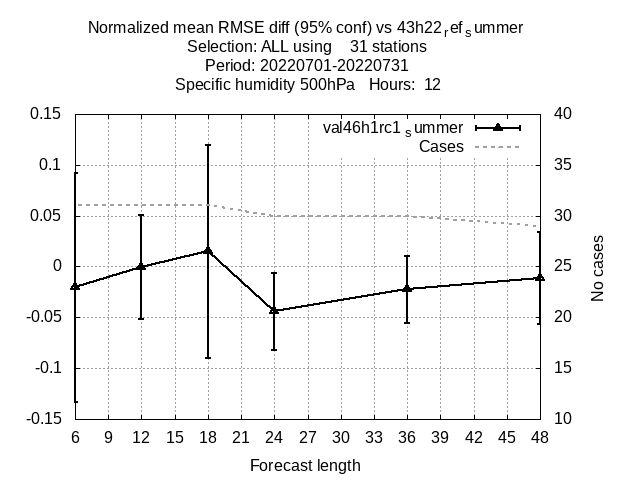 Normalized mean RMSE diff (95% conf) vs 43h22refsummer
Selection: ALL using    31 stations
Period: 20220701-20220731
Specific humidity 500hPa   Hours:  12
val46h1rc1summer
Cases
0.15
0.1
0.05
0
-0.05
-0.1
-0.15
40
35
30
25
20
15
10
No cases
6 9 12 15 18 21 24 27 30 33 36 39 42 45 48
Forecast length